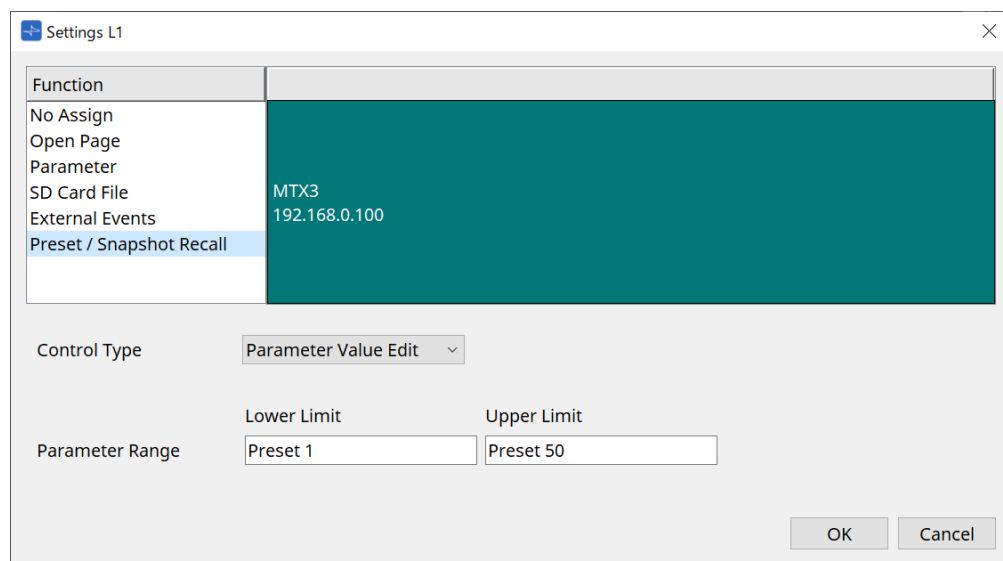 Settings L1
Function
No Assign
Open Page
Parameter
SD Card File
External Events
Preset / Snapshot Recall
MTX3
192.168.0.100
Control Type
Parameter Value Edit
Lower Limit
Upper Limit
Parameter Range
Preset 1
Preset 50
OK
Cancel